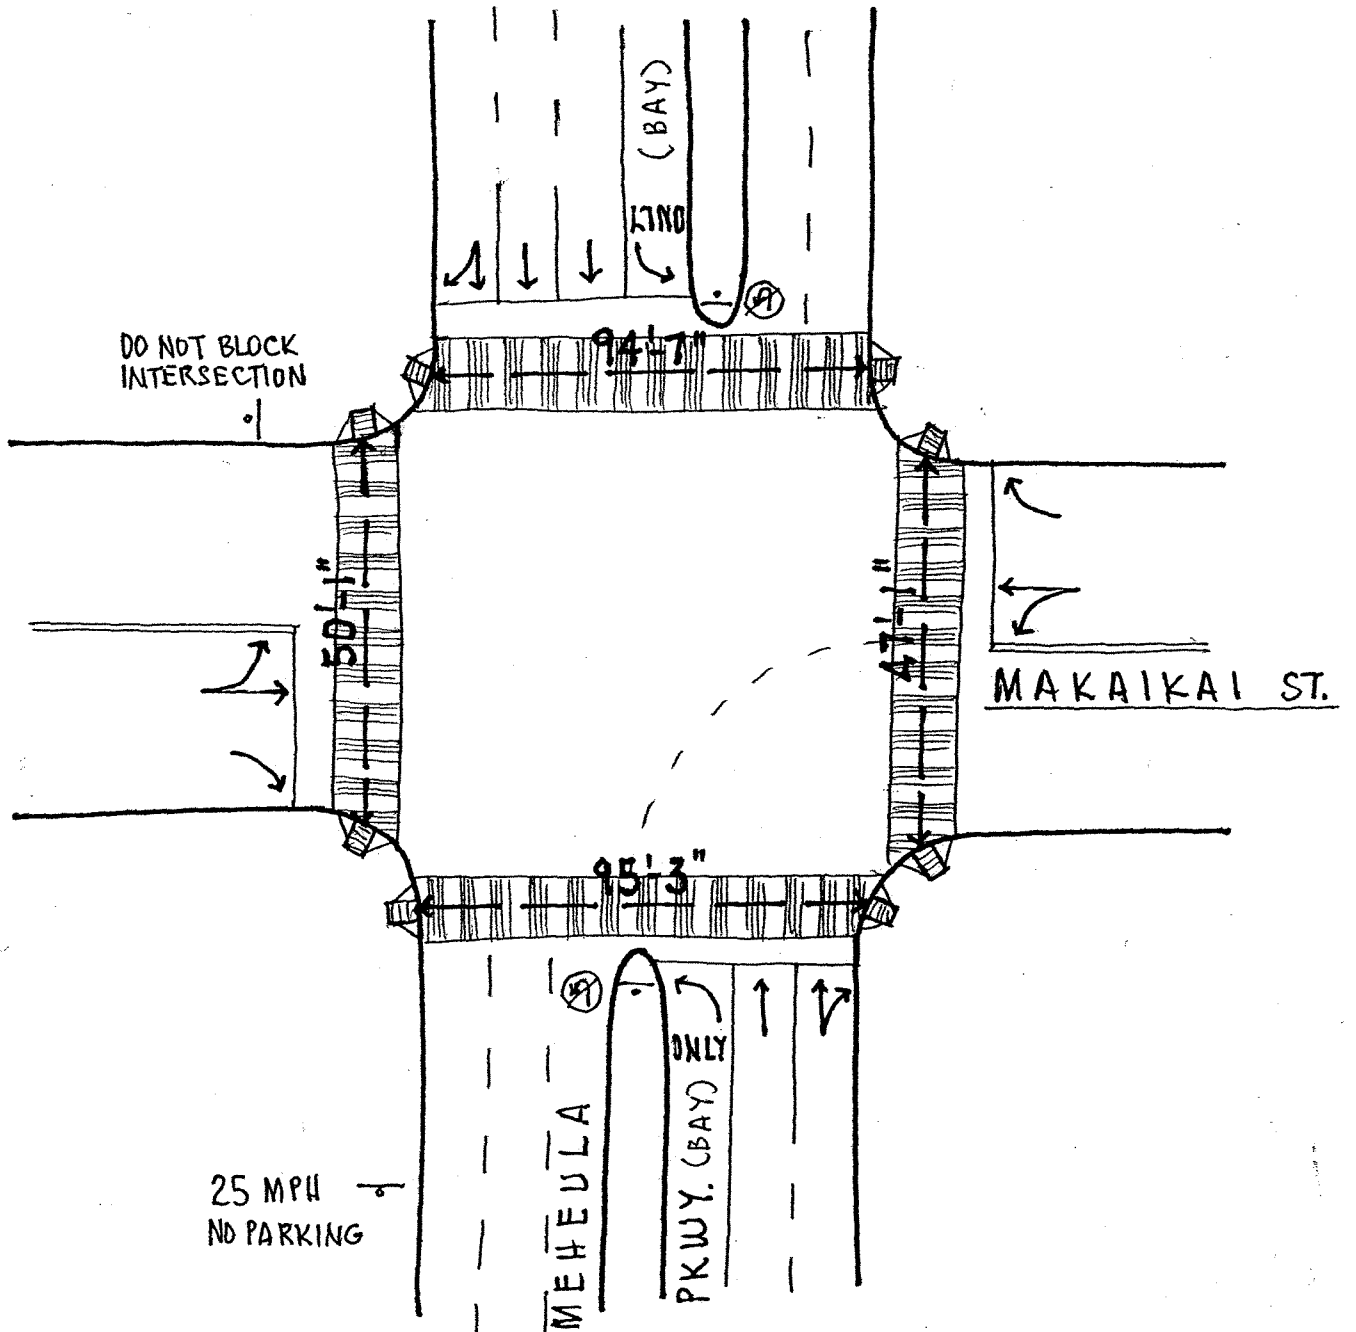 (BAY)
ONLY
94'-7"
DO NOT BLOCK
INTERSECTION
50'-1"
47'-1"
MAKAIKAI ST.
95'-3"
ONLY
MEHEULA
PKWY. (BAY)
25 MPH
NO PARKING